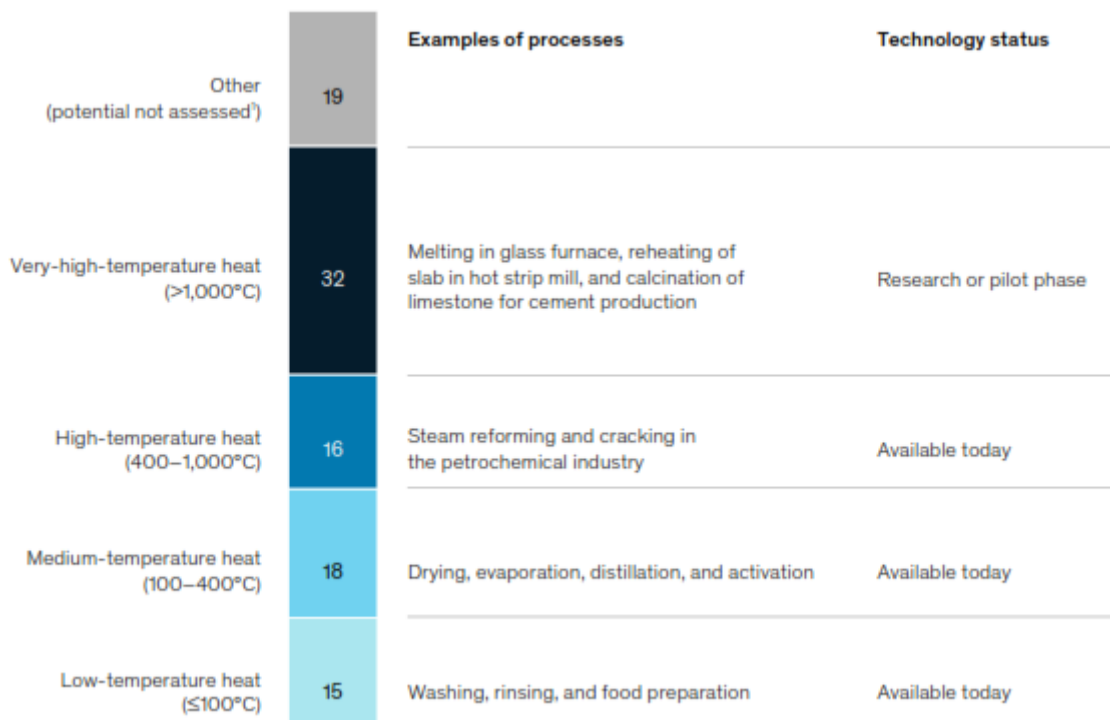 Examples of processes
Technology status
Other
(potential not assessed¹)
19
Very-high-temperature heat
(>1,000°C)
32
Melting in glass furnace, reheating of
slab in hot strip mill, and calcination of
limestone for cement production
Research or pilot phase
High-temperature heat
(400–1,000°C)
16
Steam reforming and cracking in
the petrochemical industry
Available today
Medium-temperature heat
(100–400°C)
18
Drying, evaporation, distillation, and activation
Available today
Low-temperature heat
(≤100°C)
15
Washing, rinsing, and food preparation
Available today